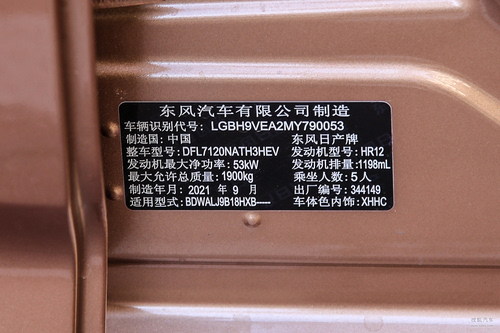 东风汽车有限公司制造
车辆识别代号: LGBH9VEA2MY790053
制造国: 中国 东风日产牌
整车型号: DFL7120NATH3HEV 发动机型号: HR12
发动机最大净功率: 53kW 发动机排量: 1198mL
最大允许总质量: 1900kg 乘坐人数: 5人
制造年月: 2021 年 9 月 出厂编号: 344149
适用型式: BDWALJ9B18HXB----- 车体色内饰: XHHC